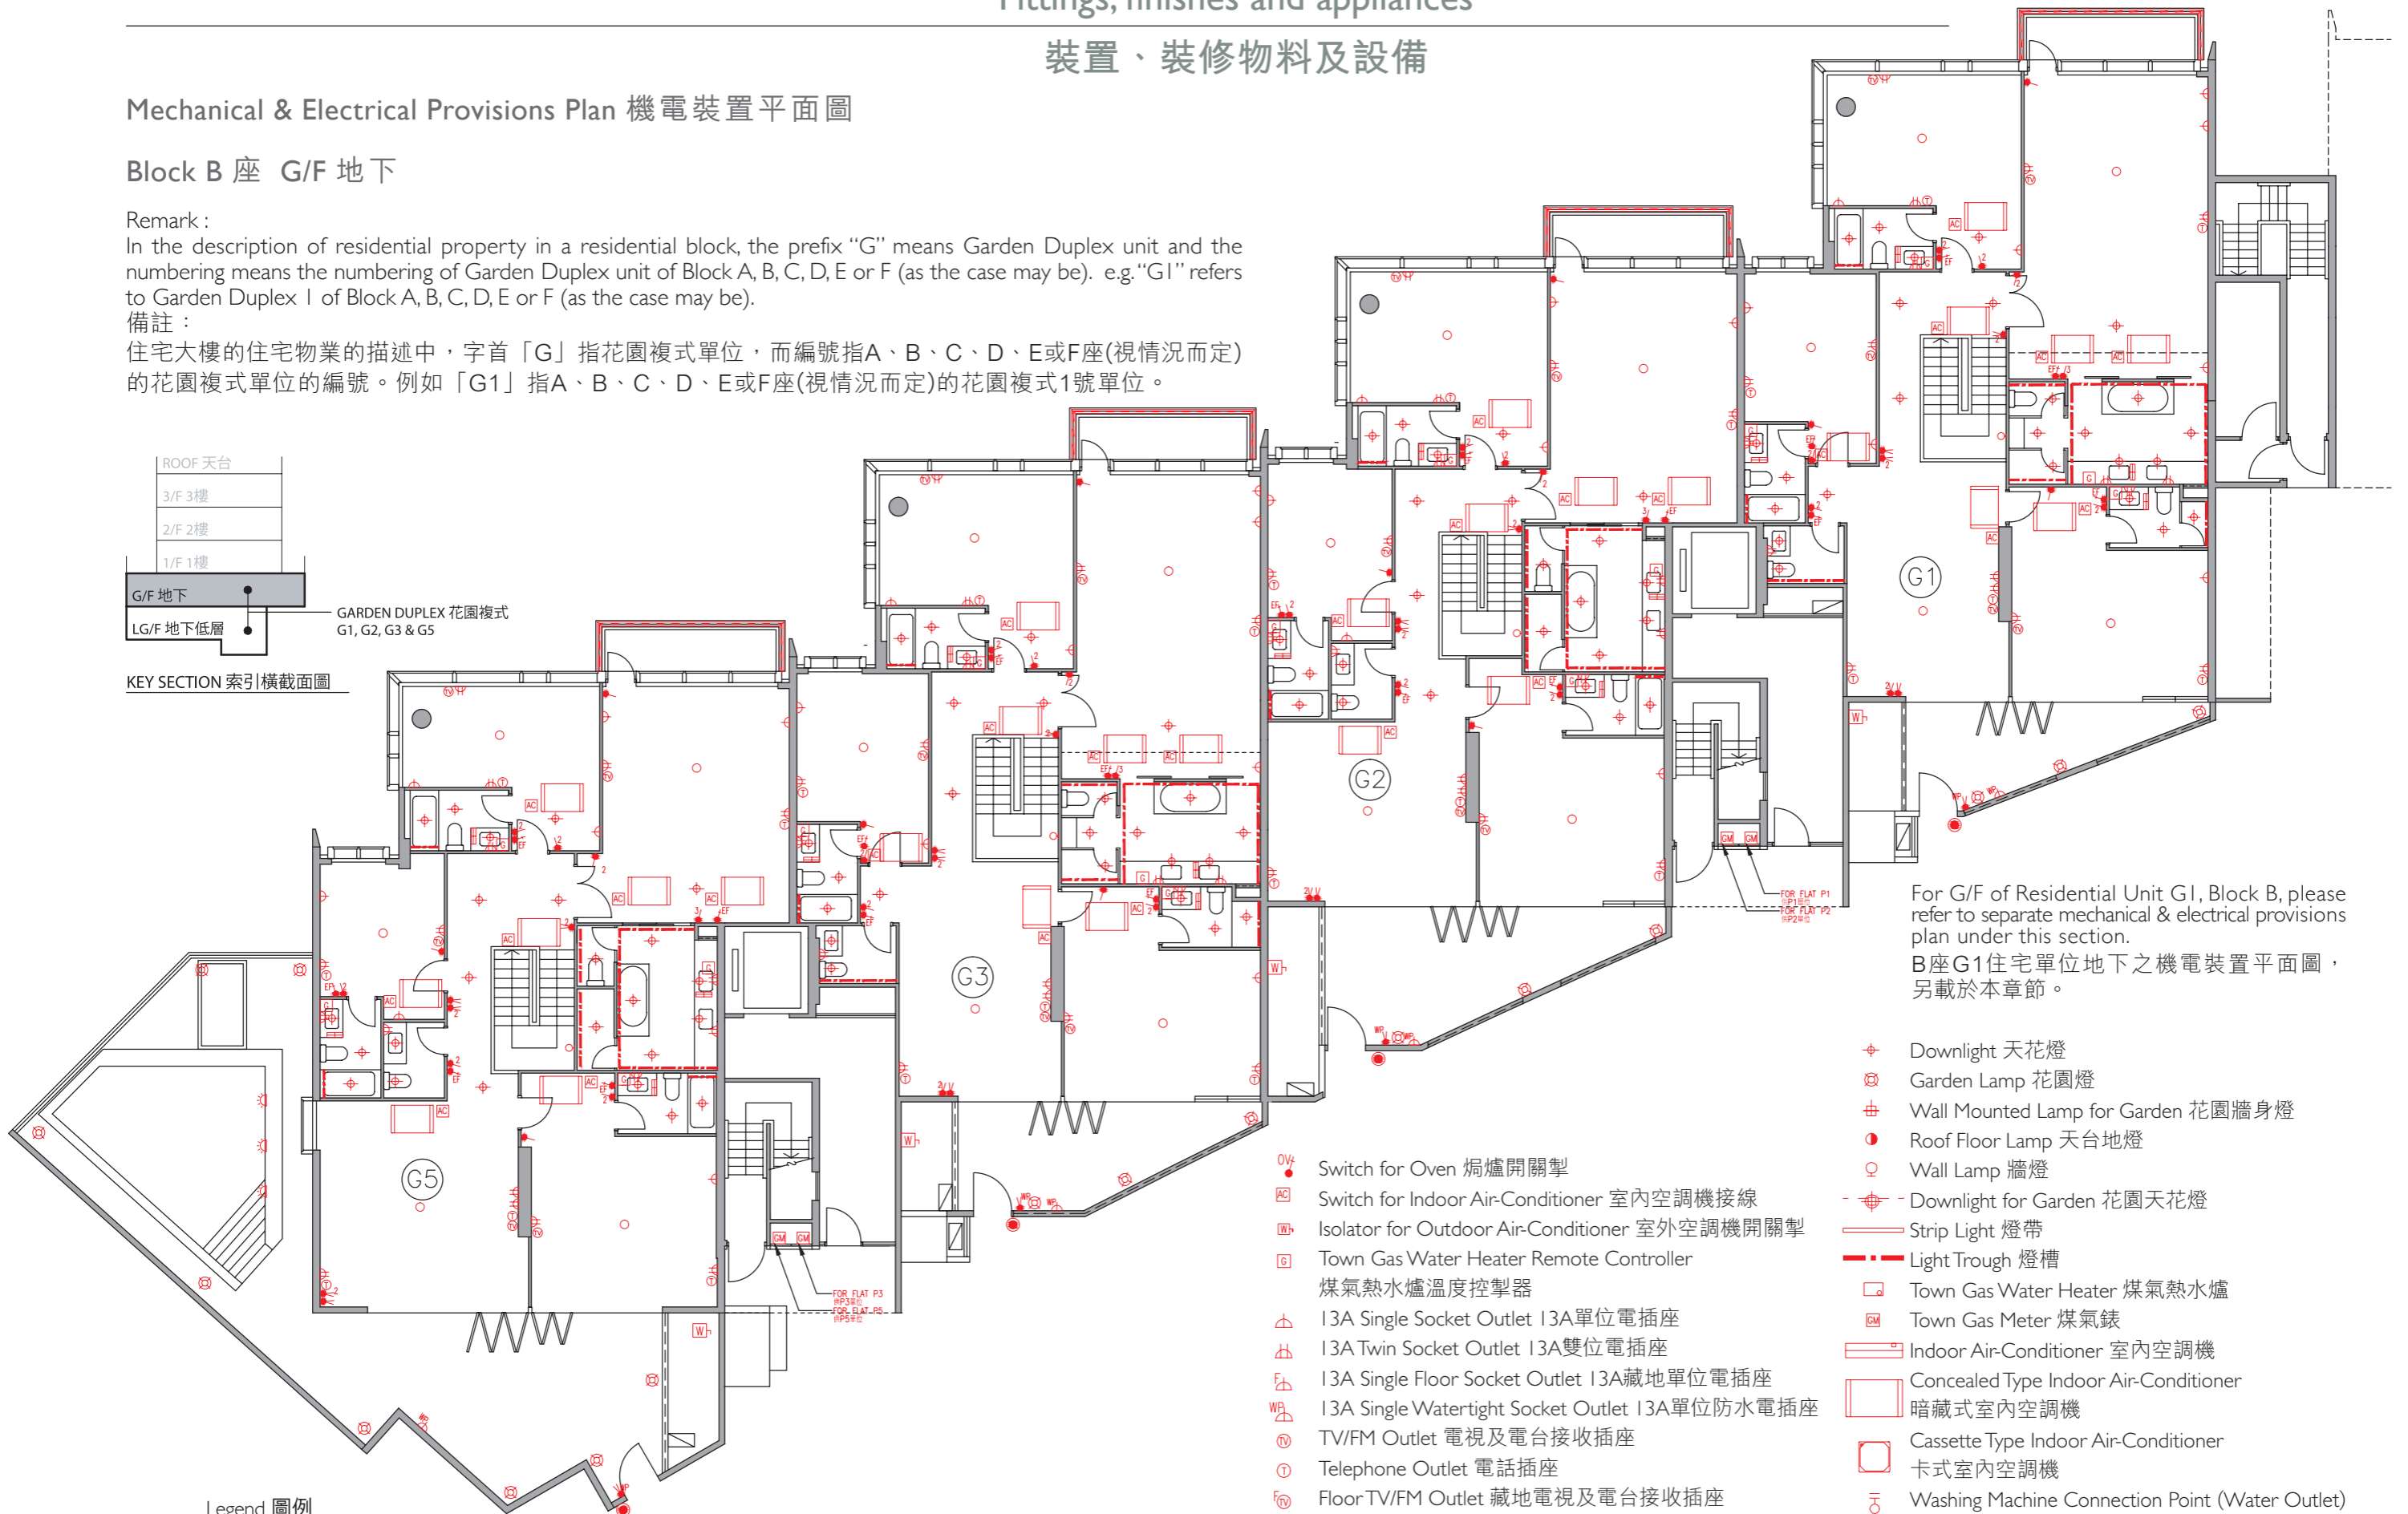 Fittings, finishes and appliances
裝置、裝修物料及設備
Mechanical & Electrical Provisions Plan 機電裝置平面圖
Block B 座 G/F 地下
Remark :
In the description of residential property in a residential block, the prefix “G” means Garden Duplex unit and the
numbering means the numbering of Garden Duplex unit of Block A, B, C, D, E or F (as the case may be). e.g. “G1” refers
to Garden Duplex 1 of Block A, B, C, D, E or F (as the case may be).
備註：
住宅大樓的住宅物業的描述中，字首「G」指花園複式單位，而編號指A、B、C、D、E或F座(視情況而定)
的花園複式單位的編號。例如「G1」指A、B、C、D、E或F座(視情況而定)的花園複式1號單位。
ROOF 天台
3/F 3樓
2/F 2樓
1/F 1樓
G/F 地下
LG/F 地下低層
GARDEN DUPLEX 花園複式
G1, G2, G3 & G5
KEY SECTION 索引橫截面圖
G1
G2
G3
G5
FOR FLAT P1
供P1單位
FOR FLAT P2
供P2單位
FOR FLAT P3
供P3單位
FOR FLAT P5
供P5單位
For G/F of Residential Unit G1, Block B, please
refer to separate mechanical & electrical provisions
plan under this section.
B座G1住宅單位地下之機電裝置平面圖，
另載於本章節。
Legend 圖例
Switch for Oven 焗爐開關掣
Switch for Indoor Air-Conditioner 室內空調機接線
Isolator for Outdoor Air-Conditioner 室外空調機開關掣
Town Gas Water Heater Remote Controller
煤氣熱水爐溫度控掣器
13A Single Socket Outlet 13A單位電插座
13A Twin Socket Outlet 13A雙位電插座
13A Single Floor Socket Outlet 13A藏地單位電插座
13A Single Watertight Socket Outlet 13A單位防水電插座
TV/FM Outlet 電視及電台接收插座
Telephone Outlet 電話插座
Floor TV/FM Outlet 藏地電視及電台接收插座
Downlight 天花燈
Garden Lamp 花園燈
Wall Mounted Lamp for Garden 花園牆身燈
Roof Floor Lamp 天台地燈
Wall Lamp 牆燈
Downlight for Garden 花園天花燈
Strip Light 燈帶
Light Trough 燈槽
Town Gas Water Heater 煤氣熱水爐
Town Gas Meter 煤氣錶
Indoor Air-Conditioner 室內空調機
Concealed Type Indoor Air-Conditioner
暗藏式室內空調機
Cassette Type Indoor Air-Conditioner
卡式室內空調機
Washing Machine Connection Point (Water Outlet)